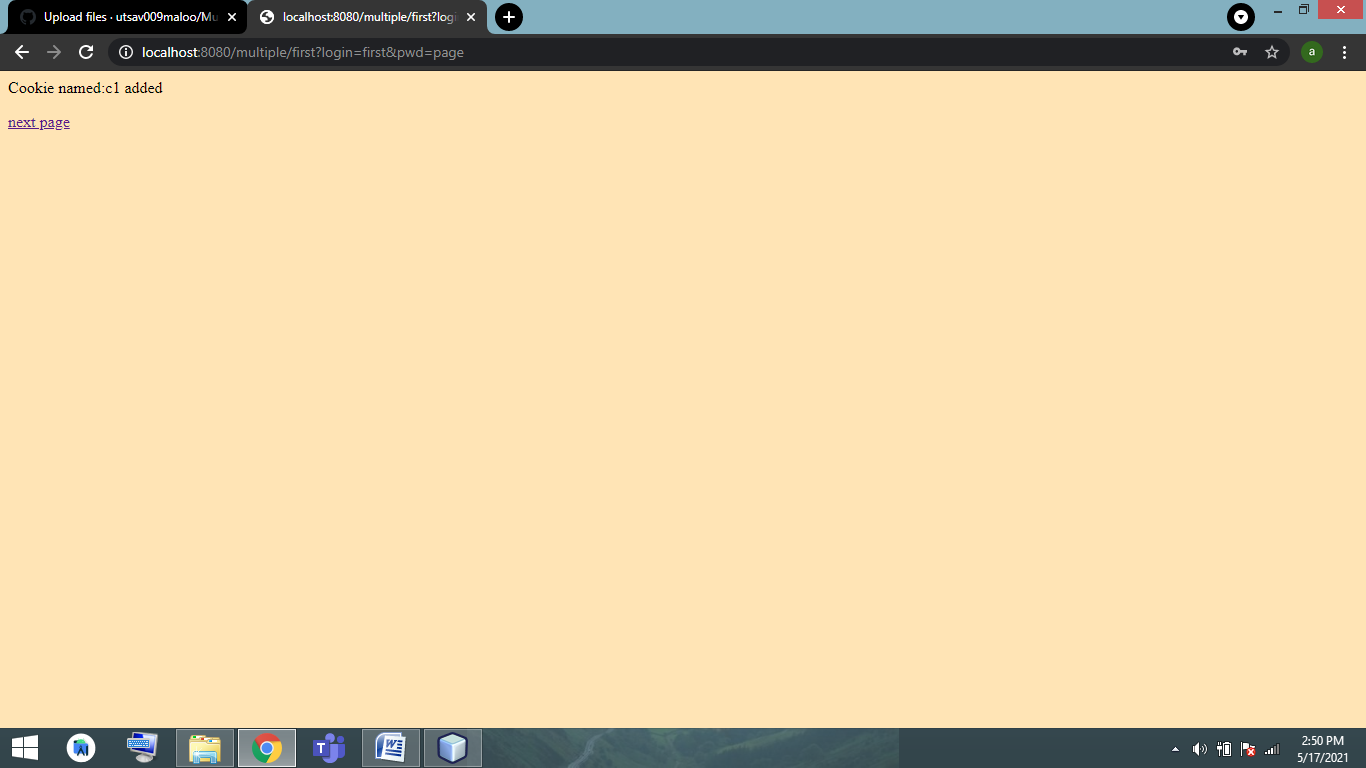 Upload files · utsav009maloo/Mu
localhost:8080/multiple/first?logi
localhost:8080/multiple/first?login=first&pwd=page
a
Cookie named:c1 added
next page
2:50 PM
5/17/2021